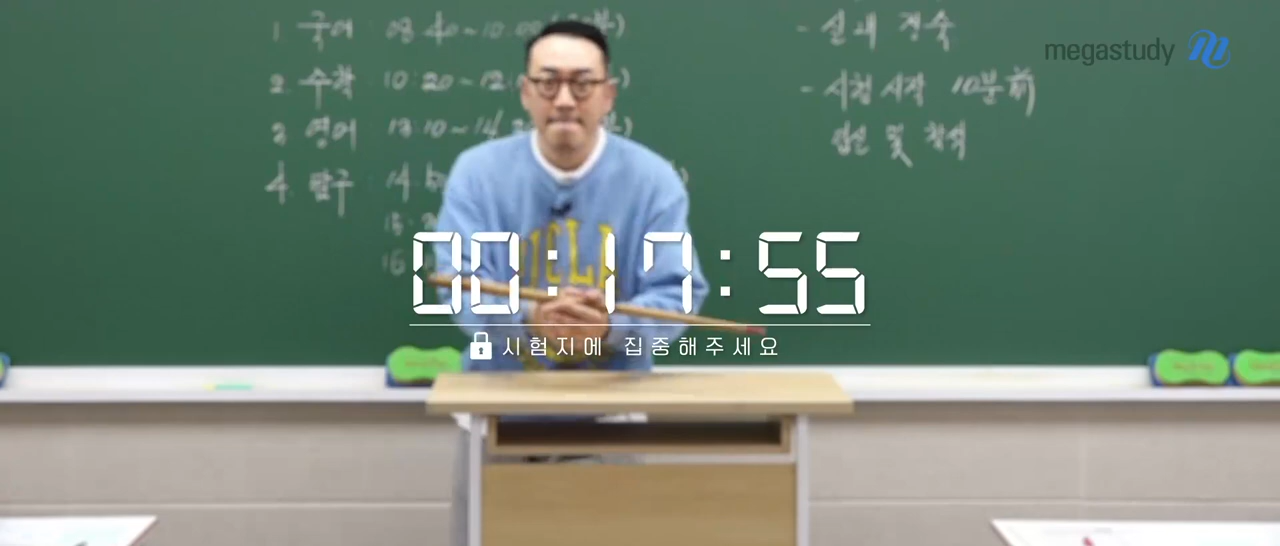 megastudy
1 국어 08:40~10:00
- 실내 정숙
2. 수학 10:20~12:
- 시험 시작 10분 前
3 영어 13:10~14
입실 및 착석
4. 탐구 14:
UCLA
00:17:55
시험지에 집중해주세요